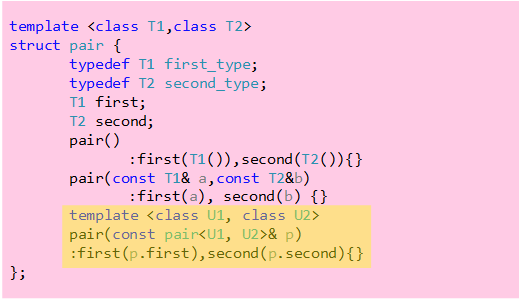 template <class T1,class T2>
struct pair {
typedef T1 first_type;
typedef T2 second_type;
T1 first;
T2 second;
pair()
:first(T1()),second(T2()){}
pair(const T1& a,const T2&b)
:first(a), second(b) {}
template <class U1, class U2>
pair(const pair<U1, U2>& p)
:first(p.first),second(p.second){}
};